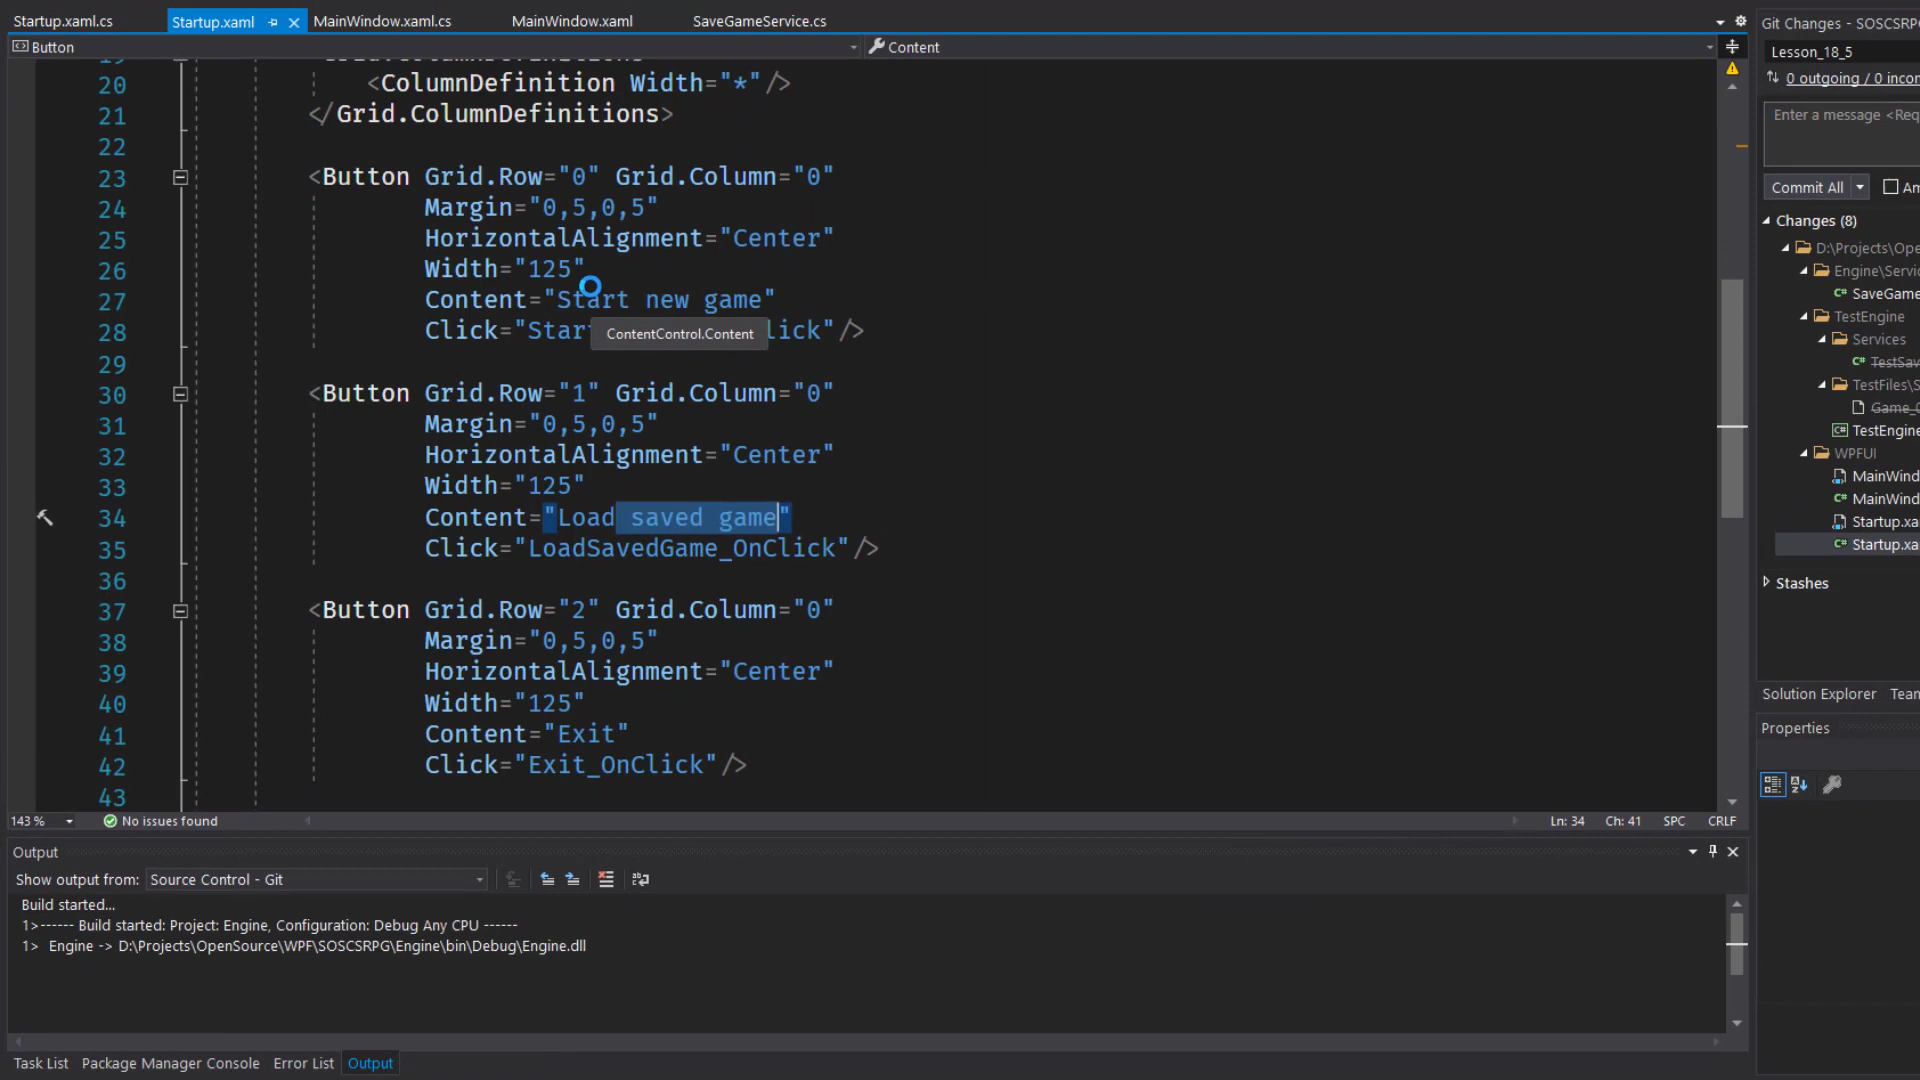 Startup.xaml.cs Startup.xaml MainWindow.xaml.cs MainWindow.xaml SaveGameService.cs
Button Content
20 <ColumnDefinition Width="*"/>
21 </Grid.ColumnDefinitions>
22
23 <Button Grid.Row="0" Grid.Column="0"
24 Margin="0,5,0,5"
25 HorizontalAlignment="Center"
26 Width="125"
27 Content="Start new game"
28 Click="Star lick"/>
ContentControl.Content
29
30 <Button Grid.Row="1" Grid.Column="0"
31 Margin="0,5,0,5"
32 HorizontalAlignment="Center"
33 Width="125"
34 Content="Load saved game"
35 Click="LoadSavedGame_OnClick"/>
36
37 <Button Grid.Row="2" Grid.Column="0"
38 Margin="0,5,0,5"
39 HorizontalAlignment="Center"
40 Width="125"
41 Content="Exit"
42 Click="Exit_OnClick"/>
43
143 % No issues found Ln: 34 Ch: 41 SPC CRLF
Output
Show output from: Source Control - Git
Build started...
1>------ Build started: Project: Engine, Configuration: Debug Any CPU ------
1> Engine -> D:\Projects\OpenSource\WPF\SOSCSRPG\Engine\bin\Debug\Engine.dll
Task List Package Manager Console Error List Output
Git Changes - SOSCSRPG
Lesson_18_5
0 outgoing / 0 incon
Enter a message <Req
Commit All Am
Changes (8)
D:\Projects\Ope
Engine\Servic
C# SaveGame
TestEngine
Services
C# TestSav
TestFiles\S
Game_0
C# TestEngine
WPFUI
MainWind
C# MainWind
Startup.xa
C# Startup.xa
Stashes
Solution Explorer Tean
Properties